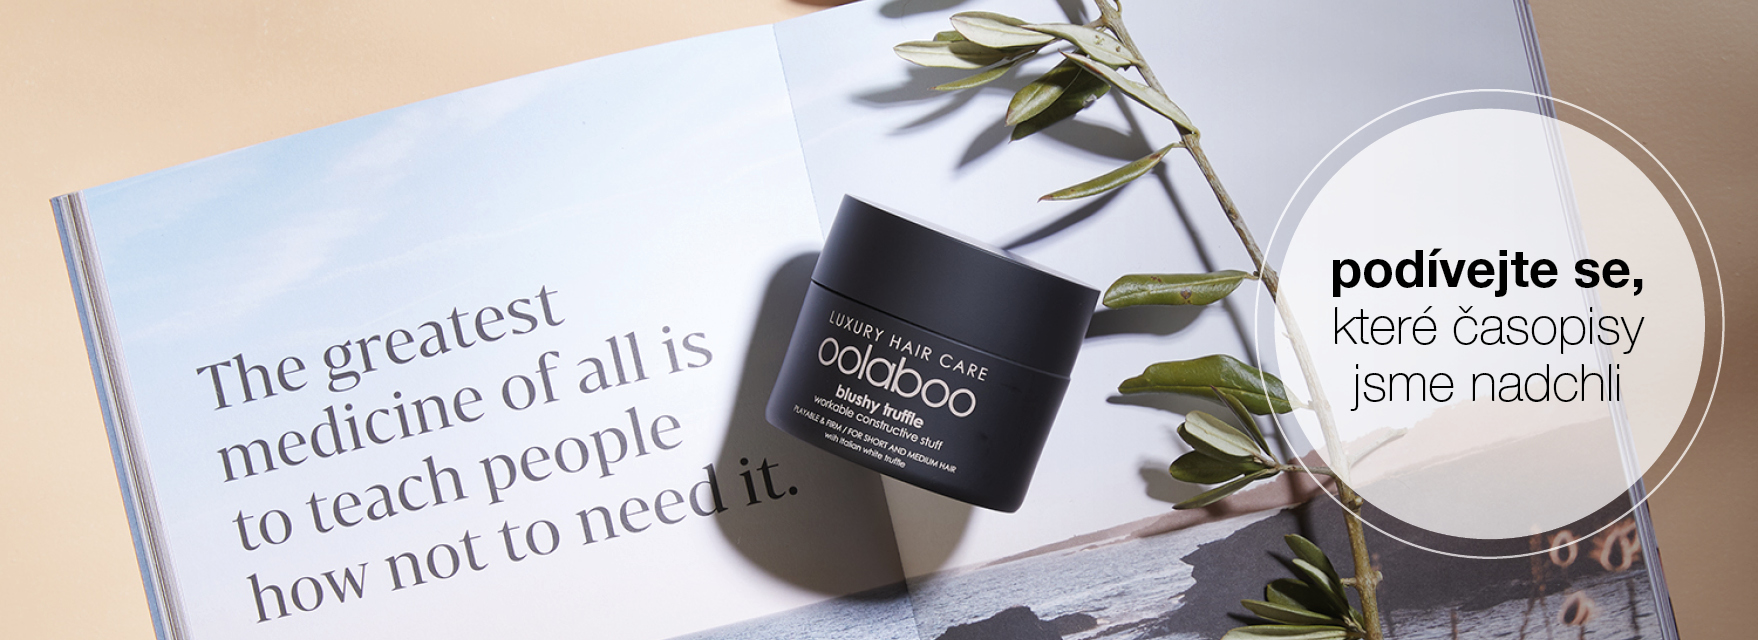 The greatest
medicine of all is
to teach people
how not to need it.
LUXURY HAIR CARE
oolaboo
blushy truffle
workable constructive stuff
PLAYABLE & FIRM / FOR SHORT AND MEDIUM HAIR
with italian white truffle
podívejte se,
které časopisy
jsme nadchli